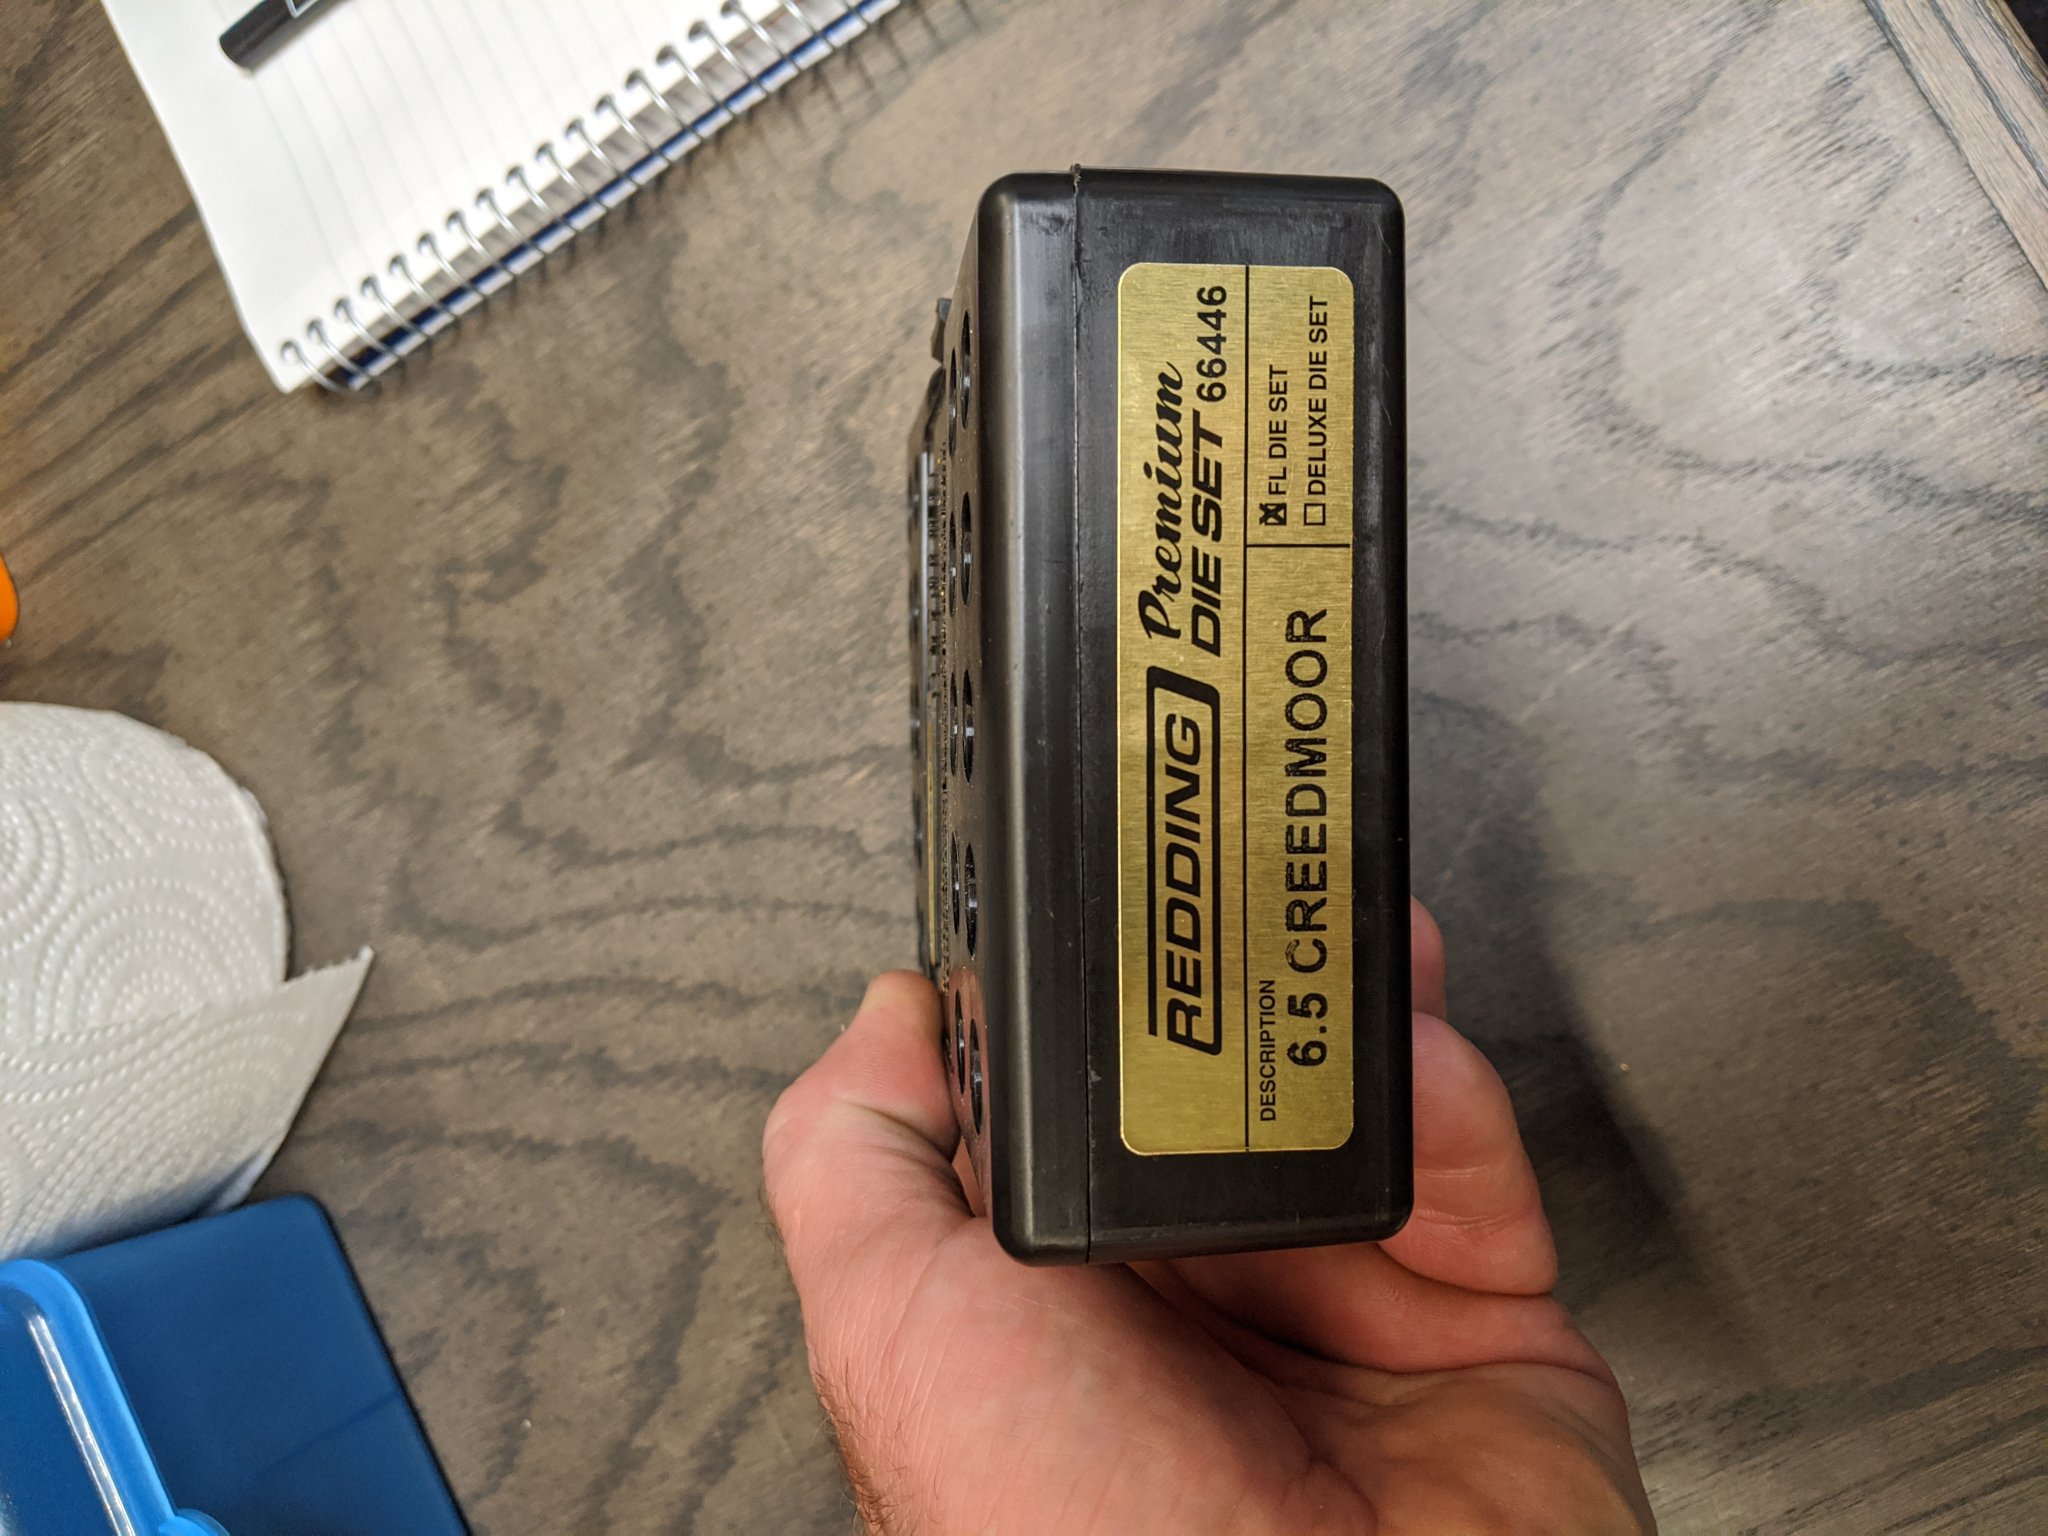 REDDING Premium
DIE SET 66446
DESCRIPTION
6.5 CREEDMOOR
☒ FL DIE SET
☐ DELUXE DIE SET